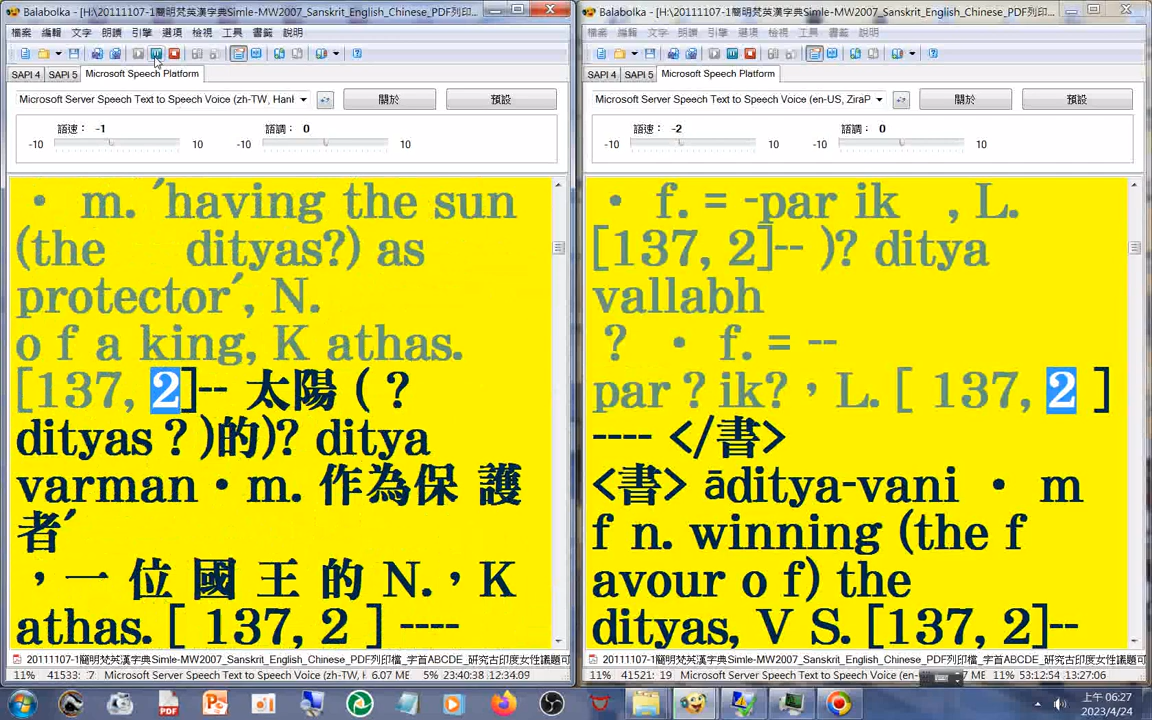 Balabolka - [H:\20111107-1簡明梵英漢字典Simle-MW2007_Sanskrit_English_Chinese_PDF列印...
檔案 編輯 文字 朗讀 引擎 選項 檢視 工具 書籤 說明
SAPI 4 SAPI 5 Microsoft Speech Platform
Microsoft Server Speech Text to Speech Voice (zh-TW, Hanl
關於 預設
語速： -1 語調： 0
-10 10 -10 10
• m. ´having the sun
(the dityas?) as
protector´, N.
o f a king, K athas.
[137, 2]-- 太陽 ( ?
dityas ? )的)? ditya
varman • m. 作為保 護
者´
，一 位 國 王 的 N.，K
athas. [ 137, 2 ] ----
20111107-1簡明梵英漢字典Simle-MW2007_Sanskrit_English_Chinese_PDF列印檔_字首ABCDE_研究古印度女性議題可
11% 41533: :7 Microsoft Server Speech Text to Speech Voice (zh-TW, H 6.07 ME 5% 23:40:38 12:34.09
Balabolka - [H:\20111107-1簡明梵英漢字典Simle-MW2007_Sanskrit_English_Chinese_PDF列印...
檔案 編輯 文字 朗讀 引擎 選項 檢視 工具 書籤 說明
SAPI 4 SAPI 5 Microsoft Speech Platform
Microsoft Server Speech Text to Speech Voice (en-US, ZiraP
關於 預設
語速： -2 語調： 0
-10 10 -10 10
• f. = -par ik , L.
[137, 2]-- )? ditya
vallabh
? • f. = --
par ? ik?，L. [ 137, 2 ]
---- </書>
<書> āditya-vani • m
f n. winning (the f
avour o f) the
dityas, V S. [137, 2]--
20111107-1簡明梵英漢字典Simle-MW2007_Sanskrit_English_Chinese_PDF列印檔_字首ABCDE_研究古印度女性議題可
11% 41521: 19 Microsoft Server Speech Text to Speech Voice (en-u 11% 53:12:54 13:27:06
上午 06:27
2023/4/24